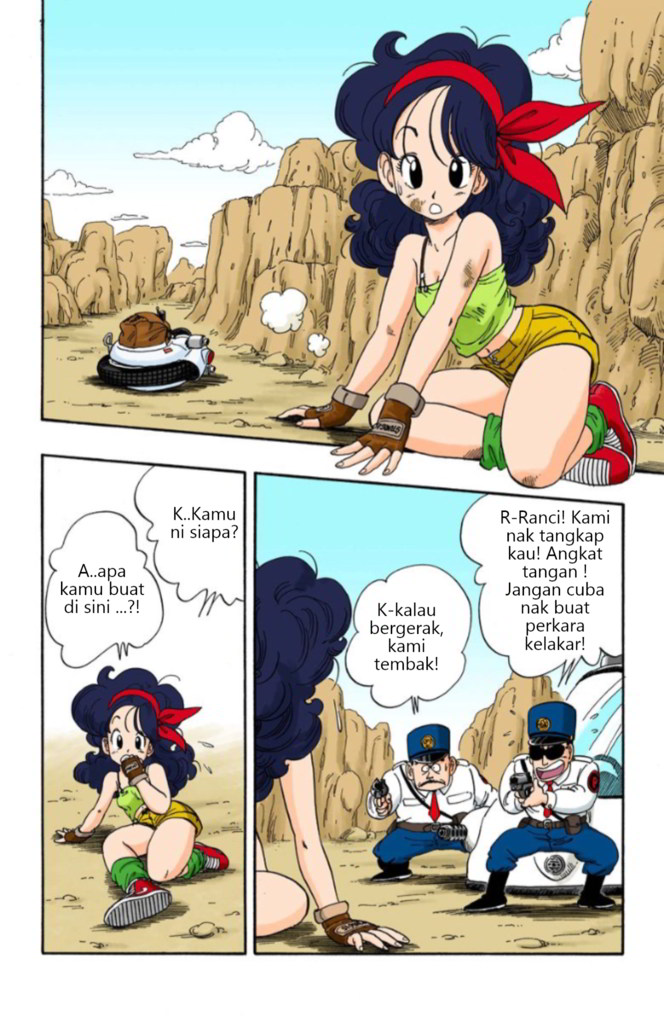 R-Ranci! Kami
nak tangkap
kau! Angkat
tangan !
Jangan cuba
nak buat
perkara
kelakar!
K-kalau
bergerak,
kami
tembak!
K..Kamu
ni siapa?
A..apa
kamu buat
di sini ...?!